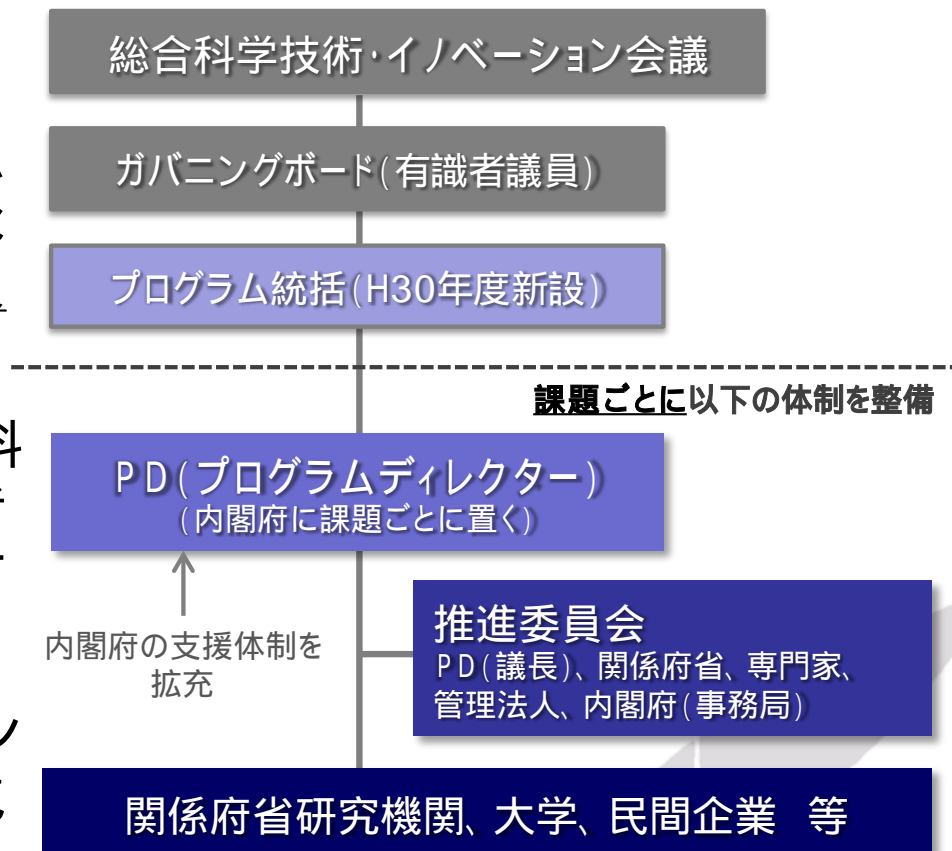 総合科学技術・イノベーション会議
ガバニングボード(有識者議員)
プログラム統括(H30年度新設)
課題ごとに以下の体制を整備
科
PD(プログラムディレクター)
(内閣府に課題ごとに置く)
内閣府の支援体制を
拡充
推進委員会
PD(議長)、関係府省、専門家、
管理法人、内閣府(事務局)
ン
関係府省研究機関、大学、民間企業 等